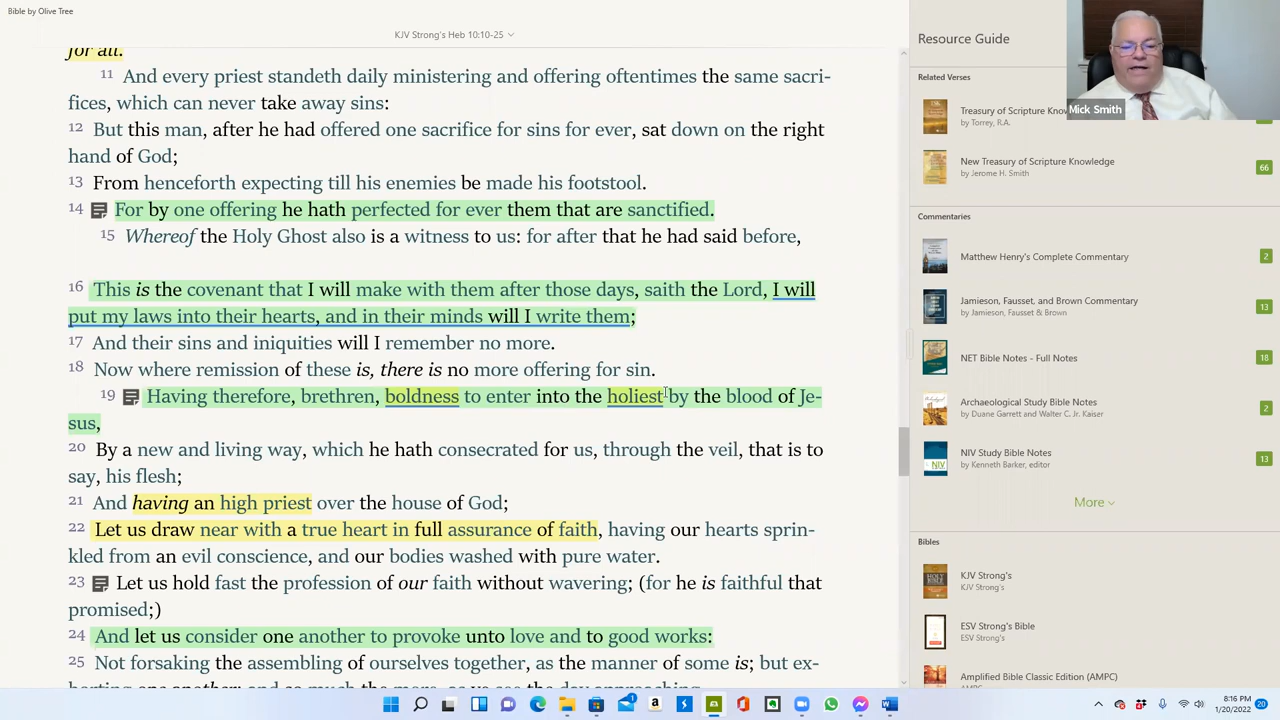 Bible by Olive Tree
KJV Strong's Heb 10:10-25
for all.
11 And every priest standeth daily ministering and offering oftentimes the same sacri-
fices, which can never take away sins:
12 But this man, after he had offered one sacrifice for sins for ever, sat down on the right
hand of God;
13 From henceforth expecting till his enemies be made his footstool.
14 For by one offering he hath perfected for ever them that are sanctified.
15 Whereof the Holy Ghost also is a witness to us: for after that he had said before,
16 This is the covenant that I will make with them after those days, saith the Lord, I will
put my laws into their hearts, and in their minds will I write them;
17 And their sins and iniquities will I remember no more.
18 Now where remission of these is, there is no more offering for sin.
19 Having therefore, brethren, boldness to enter into the holiest by the blood of Je-
sus,
20 By a new and living way, which he hath consecrated for us, through the veil, that is to
say, his flesh;
21 And having an high priest over the house of God;
22 Let us draw near with a true heart in full assurance of faith, having our hearts sprin-
kled from an evil conscience, and our bodies washed with pure water.
23 Let us hold fast the profession of our faith without wavering; (for he is faithful that
promised;)
24 And let us consider one another to provoke unto love and to good works:
25 Not forsaking the assembling of ourselves together, as the manner of some is; but ex-
Resource Guide
Mick Smith
Related Verses
Treasury of Scripture
by Torrey, R.A.
New Treasury of Scripture Knowledge
by Jerome H. Smith
66
Commentaries
Matthew Henry's Complete Commentary
2
Jamieson, Fausset, and Brown Commentary
by Jamieson, Fausset & Brown
13
NET Bible Notes - Full Notes
18
Archaeological Study Bible Notes
by Duane Garrett and Walter C. Jr. Kaiser
2
NIV Study Bible Notes
by Kenneth Barker, editor
13
More
Bibles
KJV Strong's
KJV Strong's
ESV Strong's Bible
ESV Strong's
Amplified Bible Classic Edition (AMPC)
8:16 PM
1/20/2022
20